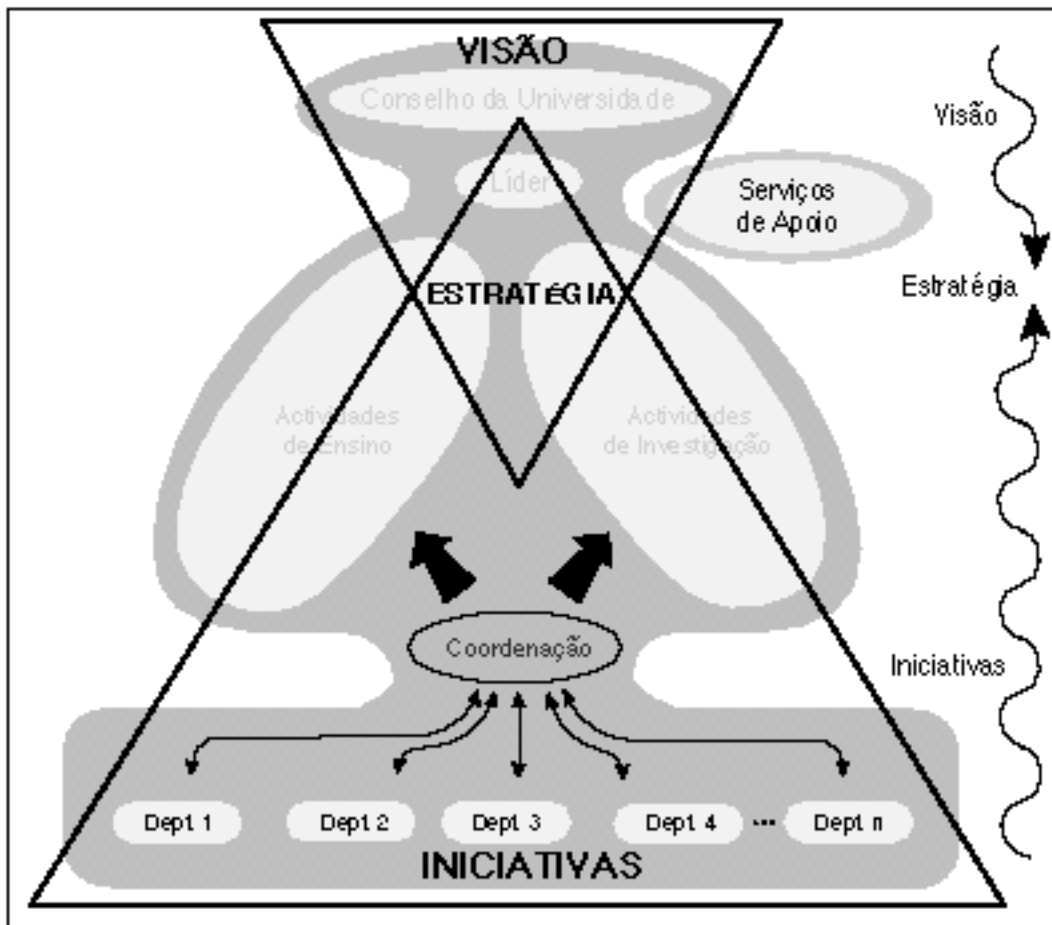 VISÃO
Conselho da Universidade
Líder
Serviços
de Apoio
ESTRATÉGIA
Actividades
de Ensino
Actividades
de Investigação
Coordenação
Dept 1
Dept 2
Dept 3
Dept 4
...
Dept n
INICIATIVAS
Visão
Estratégia
Iniciativas